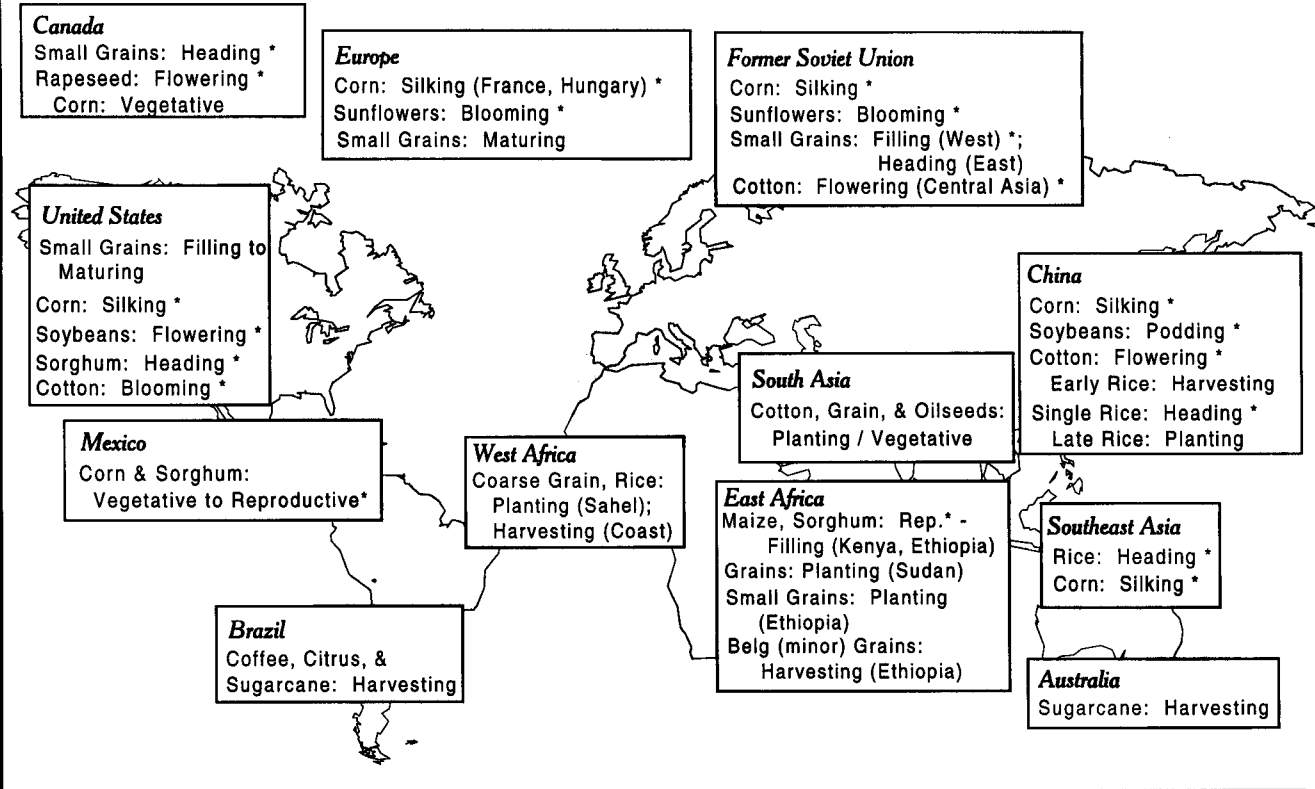 Canada
Small Grains: Heading *
Rapeseed: Flowering *
Corn: Vegetative
Europe
Corn: Silking (France, Hungary) *
Sunflowers: Blooming *
Small Grains: Maturing
Former Soviet Union
Corn: Silking *
Sunflowers: Blooming *
Small Grains: Filling (West) *;
Heading (East)
Cotton: Flowering (Central Asia) *
United States
Small Grains: Filling to
Maturing
Corn: Silking *
Soybeans: Flowering *
Sorghum: Heading *
Cotton: Blooming *
China
Corn: Silking *
Soybeans: Podding *
Cotton: Flowering *
Early Rice: Harvesting
Single Rice: Heading *
Late Rice: Planting
South Asia
Cotton, Grain, & Oilseeds:
Planting / Vegetative
Mexico
Corn & Sorghum:
Vegetative to Reproductive*
West Africa
Coarse Grain, Rice:
Planting (Sahel);
Harvesting (Coast)
East Africa
Maize, Sorghum: Rep.* -
Filling (Kenya, Ethiopia)
Grains: Planting (Sudan)
Small Grains: Planting
(Ethiopia)
Belg (minor) Grains:
Harvesting (Ethiopia)
Southeast Asia
Rice: Heading *
Corn: Silking *
Brazil
Coffee, Citrus, &
Sugarcane: Harvesting
Australia
Sugarcane: Harvesting